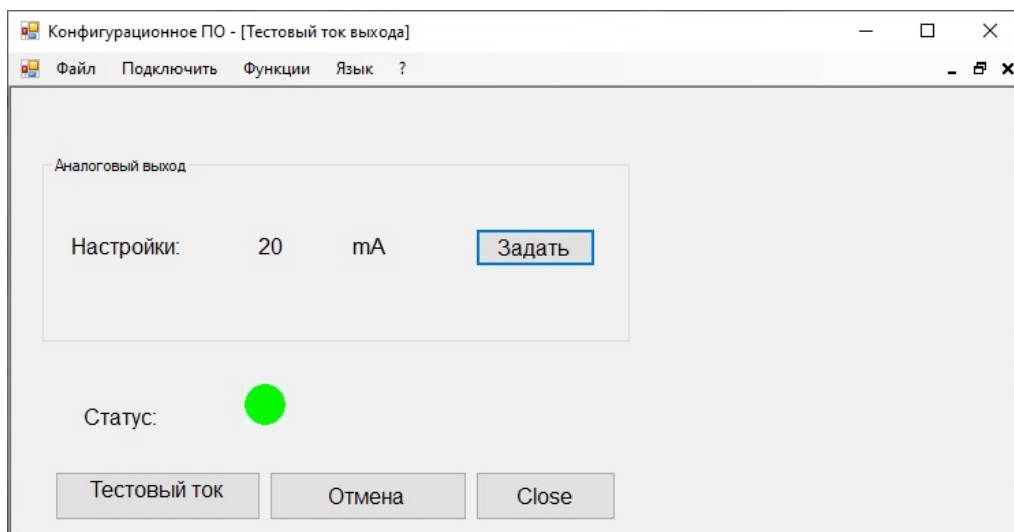 Конфигурационное ПО - [Тестовый ток выхода]
Файл Подключить Функции Язык ?
Аналоговый выход
Настройки: 20 mA Задать
Статус:
Тестовый ток Отмена Close